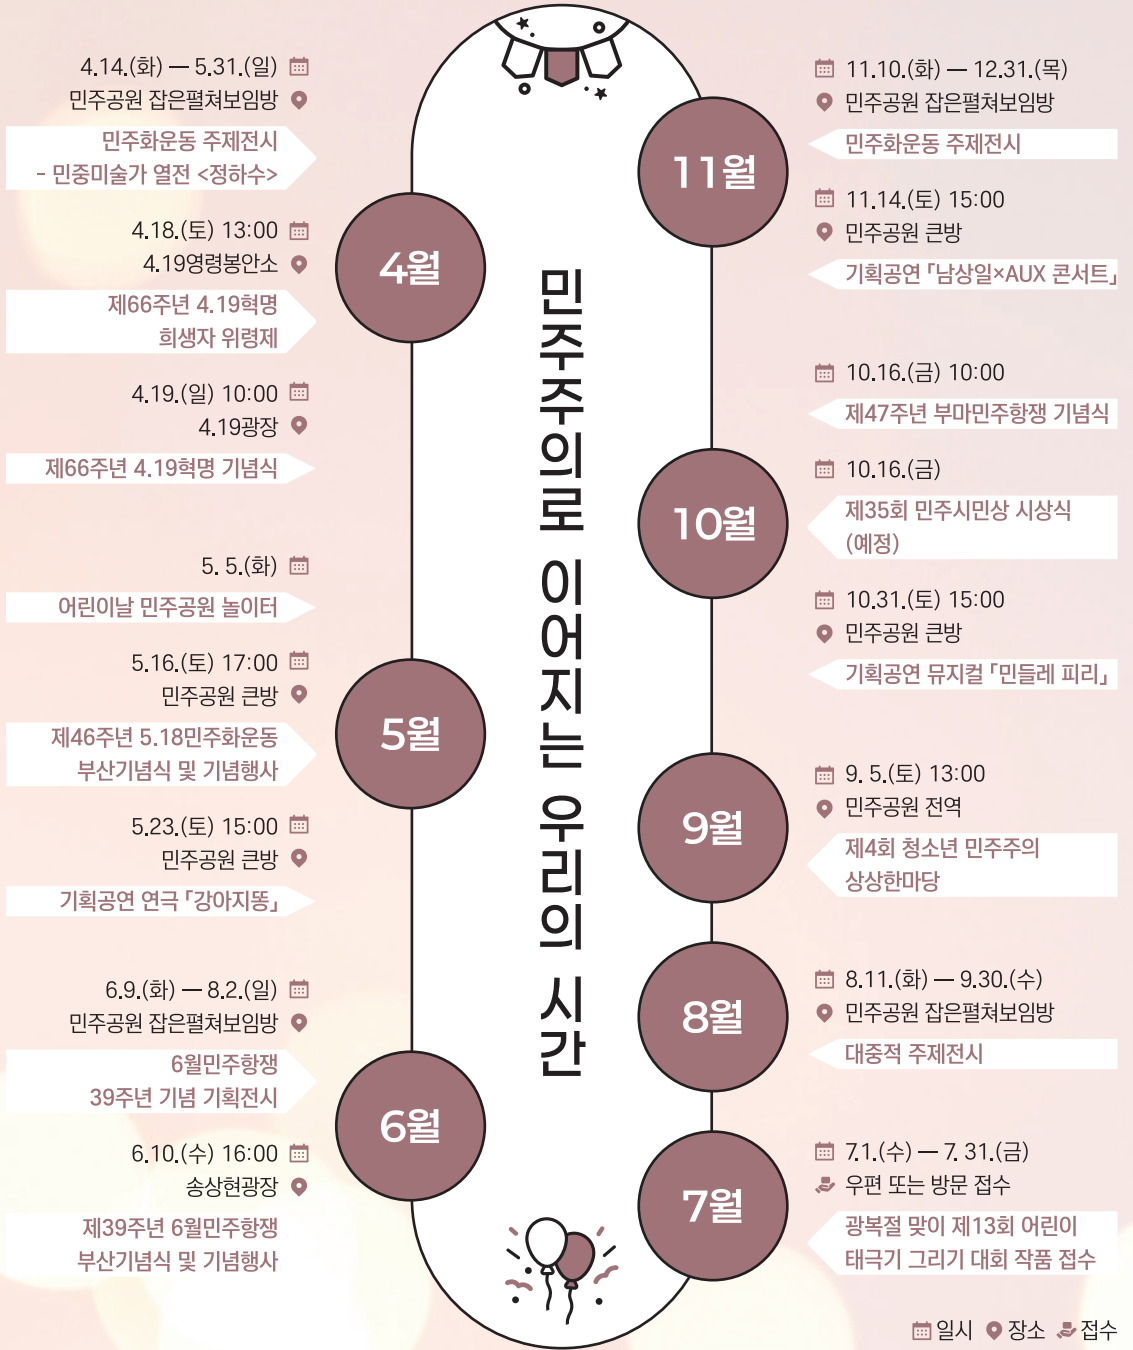 민주주의로 이어지는 우리의 시간
4월
4.14.(화) — 5.31.(일)
민주공원 잡은펼쳐보임방
민주화운동 주제전시
- 민중미술가 열전 <정하수>
4.18.(토) 13:00
4.19영령봉안소
제66주년 4.19혁명
희생자 위령제
4.19.(일) 10:00
4.19광장
제66주년 4.19혁명 기념식
5월
5. 5.(화)
어린이날 민주공원 놀이터
5.16.(토) 17:00
민주공원 큰방
제46주년 5.18민주화운동
부산기념식 및 기념행사
5.23.(토) 15:00
민주공원 큰방
기획공연 연극 「강아지똥」
6월
6.9.(화) — 8.2.(일)
민주공원 잡은펼쳐보임방
6월민주항쟁
39주년 기념 기획전시
6.10.(수) 16:00
송상현광장
제39주년 6월민주항쟁
부산기념식 및 기념행사
7월
7.1.(수) — 7. 31.(금)
우편 또는 방문 접수
광복절 맞이 제13회 어린이
태극기 그리기 대회 작품 접수
8월
8.11.(화) — 9.30.(수)
민주공원 잡은펼쳐보임방
대중적 주제전시
9월
9. 5.(토) 13:00
민주공원 전역
제4회 청소년 민주주의
상상한마당
10월
10.16.(금) 10:00
제47주년 부마민주항쟁 기념식
10.16.(금)
제35회 민주시민상 시상식
(예정)
10.31.(토) 15:00
민주공원 큰방
기획공연 뮤지컬 「민들레 피리」
11월
11.10.(화) — 12.31.(목)
민주공원 잡은펼쳐보임방
민주화운동 주제전시
11.14.(토) 15:00
민주공원 큰방
기획공연 「남상일×AUX 콘서트」
일시 장소 접수